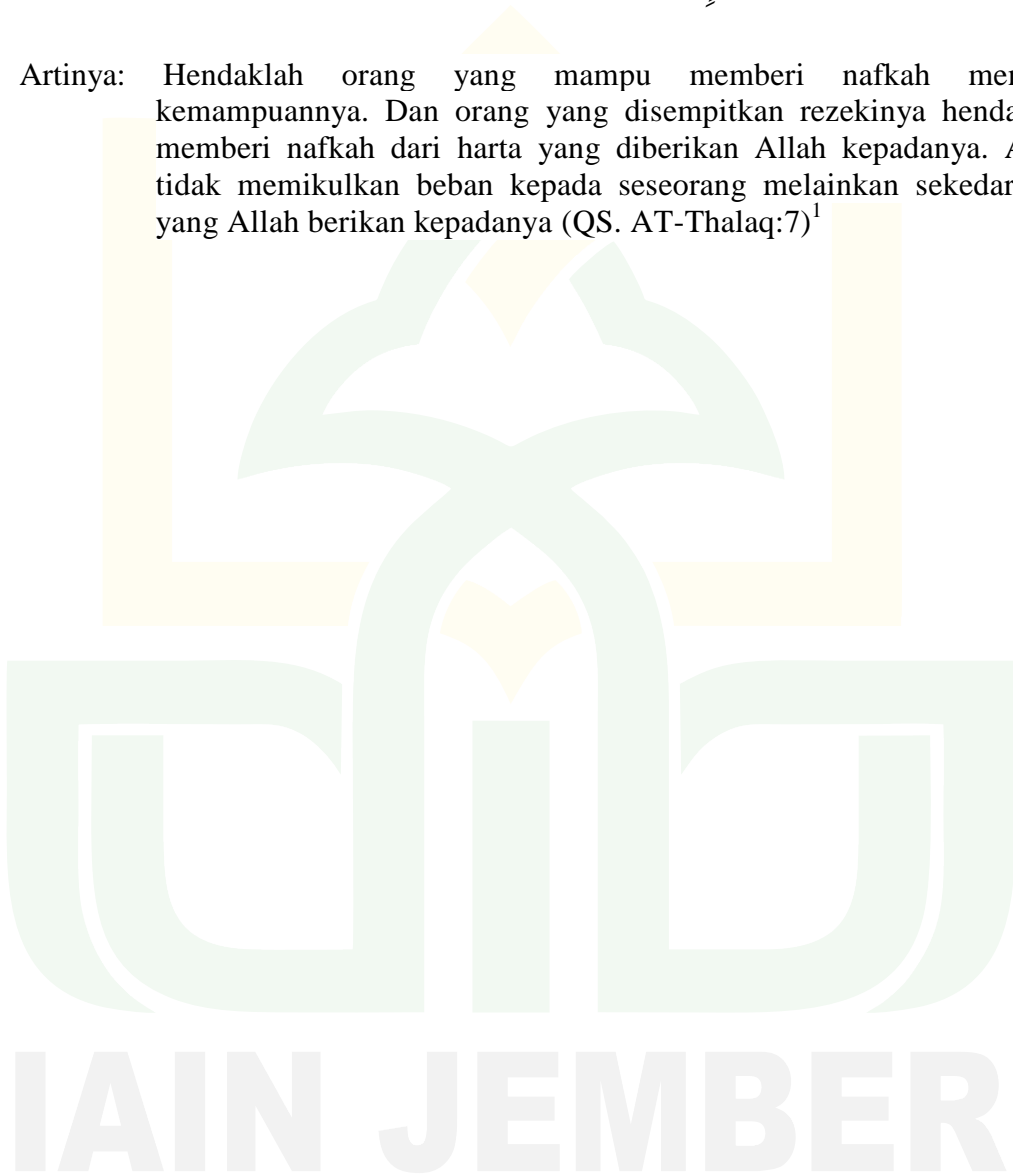 Artinya: Hendaklah orang yang mampu memberi nafkah
kemampuannya. Dan orang yang disempitkan rezekinya
memberi nafkah dari harta yang diberikan Allah kepadanya.
tidak memikulkan beban kepada seseorang melainkan sekedar
yang Allah berikan kepadanya (QS. AT-Thalaq:7)1
IAIN JEMBER